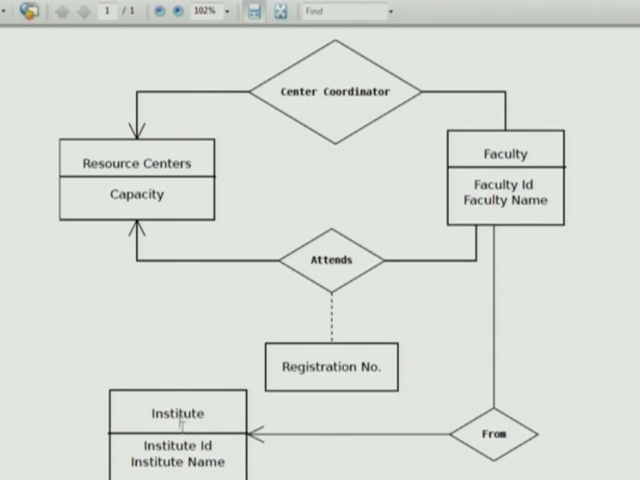 1 / 1
102%
Find
Center Coordinator
Resource Centers
Capacity
Faculty
Faculty Id
Faculty Name
Attends
Registration No.
Institute
Institute Id
Institute Name
From